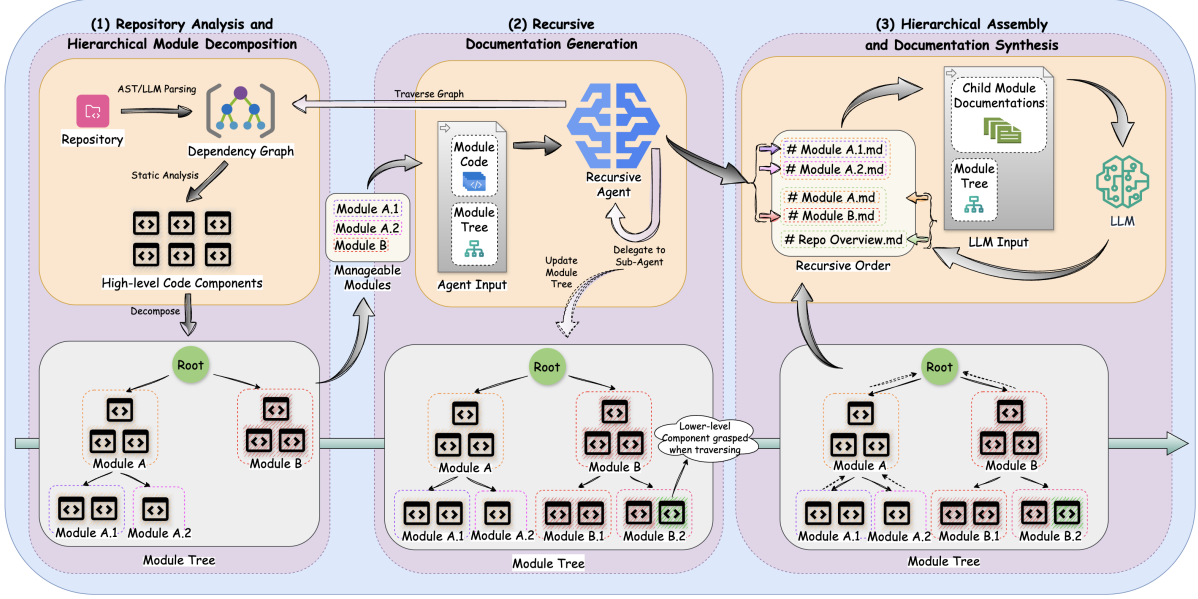 (1) Repository Analysis and
Hierarchical Module Decomposition
AST/LLM Parsing
Repository
Dependency Graph
Static Analysis
High-level Code Components
Decompose
Root
Module A
Module B
Module A.1
Module A.2
Module Tree
Module A.1
Module A.2
Module B
Manageable
Modules
(2) Recursive
Documentation Generation
Traverse Graph
Module
Code
Module
Tree
Agent Input
Recursive
Agent
Delegate to
Sub-Agent
Update
Module
Tree
Root
Module A
Module B
Lower-level
Component grasped
when traversing
Module A.1
Module A.2
Module B.1
Module B.2
Module Tree
(3) Hierarchical Assembly
and Documentation Synthesis
# Module A.1.md
# Module A.2.md
# Module A.md
# Module B.md
# Repo Overview.md
Recursive Order
Child Module
Documentations
Module
Tree
LLM Input
LLM
Root
Module A
Module B
Module A.1
Module A.2
Module B.1
Module B.2
Module Tree